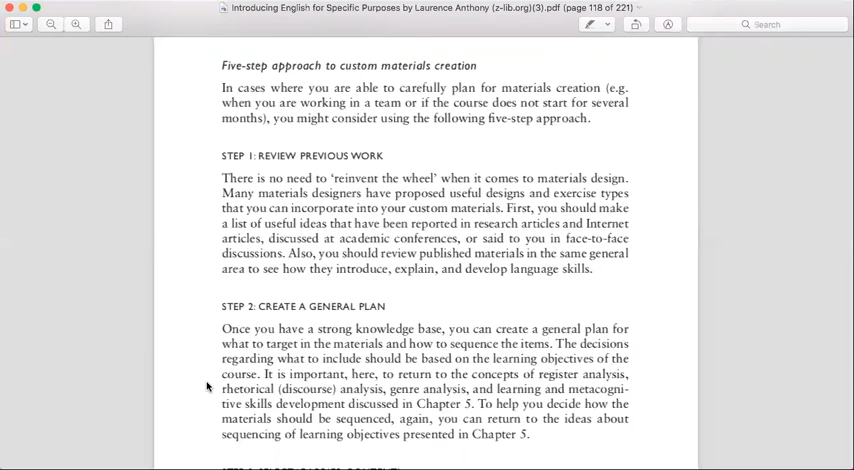 Introducing English for Specific Purposes by Laurence Anthony (z-lib.org)(3).pdf (page 118 of 221)
Search
Five-step approach to custom materials creation
In cases where you are able to carefully plan for materials creation (e.g.
when you are working in a team or if the course does not start for several
months), you might consider using the following five-step approach.
STEP 1: REVIEW PREVIOUS WORK
There is no need to ‘reinvent the wheel’ when it comes to materials design.
Many materials designers have proposed useful designs and exercise types
that you can incorporate into your custom materials. First, you should make
a list of useful ideas that have been reported in research articles and Internet
articles, discussed at academic conferences, or said to you in face-to-face
discussions. Also, you should review published materials in the same general
area to see how they introduce, explain, and develop language skills.
STEP 2: CREATE A GENERAL PLAN
Once you have a strong knowledge base, you can create a general plan for
what to target in the materials and how to sequence the items. The decisions
regarding what to include should be based on the learning objectives of the
course. It is important, here, to return to the concepts of register analysis,
rhetorical (discourse) analysis, genre analysis, and learning and metacogni-
tive skills development discussed in Chapter 5. To help you decide how the
materials should be sequenced, again, you can return to the ideas about
sequencing of learning objectives presented in Chapter 5.